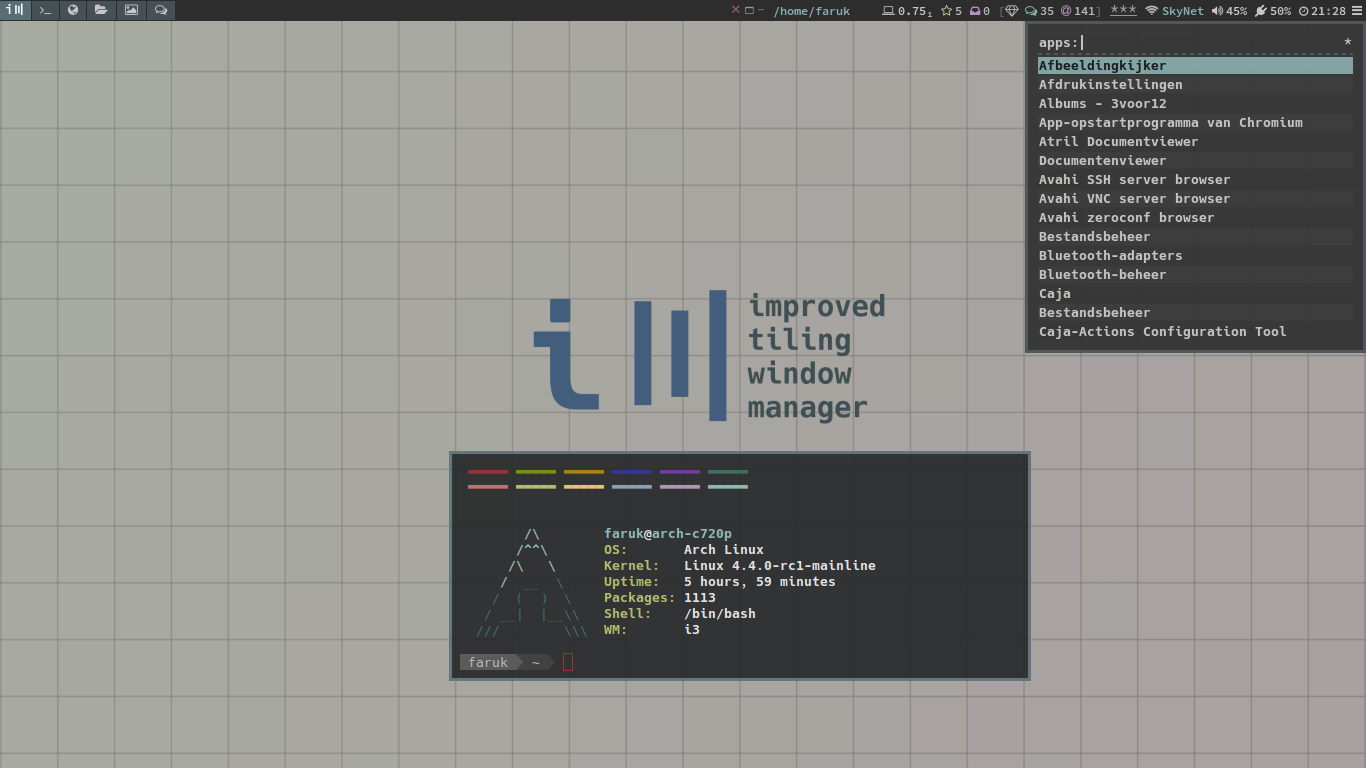 /home/faruk 0.75₁ 5 0 [ 35 @141] *** SkyNet 45% 50% 21:28
apps: *
Afbeeldingkijker
Afdrukinstellingen
Albums - 3voor12
App-opstartprogramma van Chromium
Atril Documentviewer
Documentenviewer
Avahi SSH server browser
Avahi VNC server browser
Avahi zeroconf browser
Bestandsbeheer
Bluetooth-adapters
Bluetooth-beheer
Caja
Bestandsbeheer
Caja-Actions Configuration Tool
improved
tiling
window
manager
faruk@arch-c720p
OS: Arch Linux
Kernel: Linux 4.4.0-rc1-mainline
Uptime: 5 hours, 59 minutes
Packages: 1113
Shell: /bin/bash
WM: i3
faruk ~